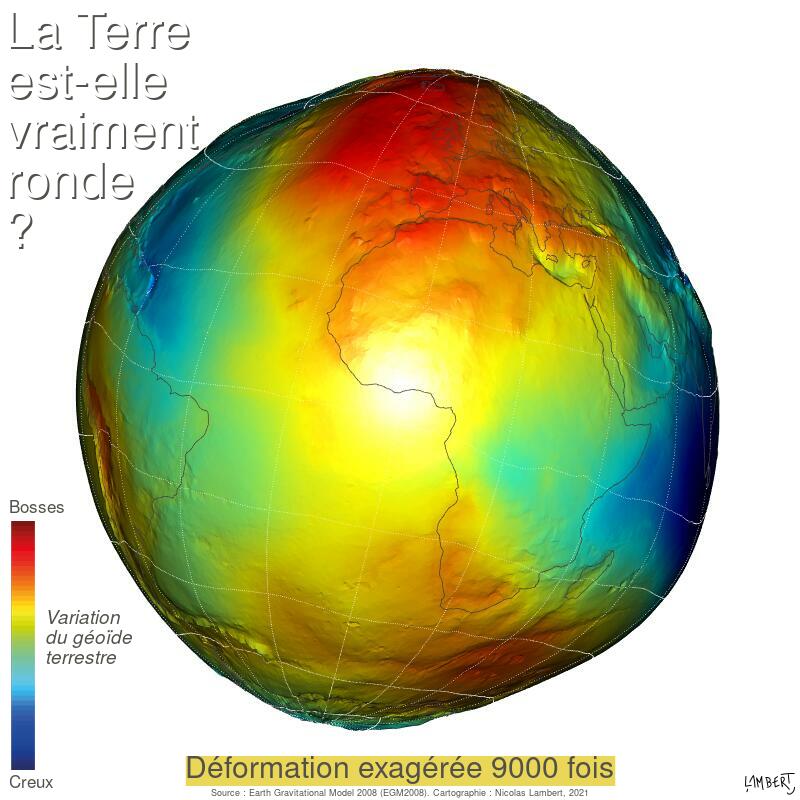 La Terre
est-elle
vraiment
ronde
?
Bosses
Variation
du géoïde
terrestre
Creux
Déformation exagérée 9000 fois
Source : Earth Gravitational Model 2008 (EGM2008). Cartographie : Nicolas Lambert, 2021
LAMBERT